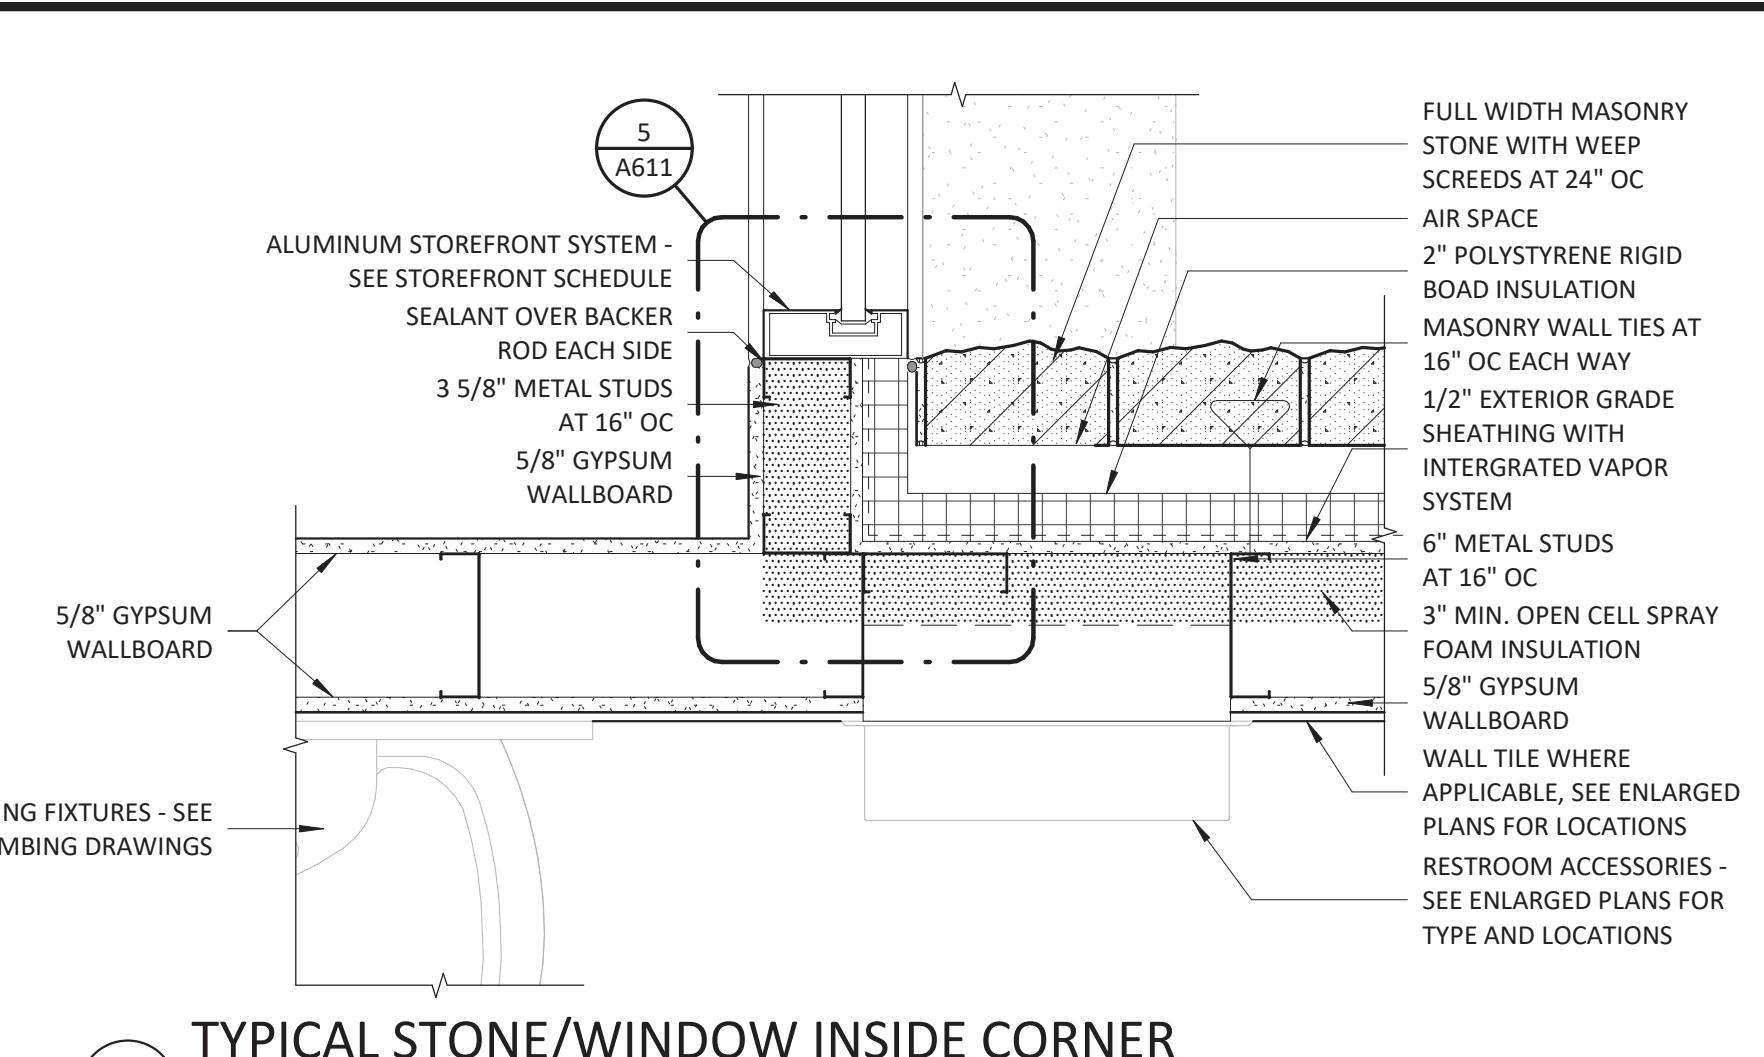 5
A611
ALUMINUM STOREFRONT SYSTEM -
SEE STOREFRONT SCHEDULE
SEALANT OVER BACKER
ROD EACH SIDE
3 5/8" METAL STUDS
AT 16" OC
5/8" GYPSUM
WALLBOARD
5/8" GYPSUM
WALLBOARD
FIXTURES - SEE
DRAWINGS
FULL WIDTH MASONRY
STONE WITH WEEP
SCREEDS AT 24" OC
AIR SPACE
2" POLYSTYRENE RIGID
BOAD INSULATION
MASONRY WALL TIES AT
16" OC EACH WAY
1/2" EXTERIOR GRADE
SHEATHING WITH
INTERGRATED VAPOR
SYSTEM
6" METAL STUDS
AT 16" OC
3" MIN. OPEN CELL SPRAY
FOAM INSULATION
5/8" GYPSUM
WALLBOARD
WALL TILE WHERE
APPLICABLE, SEE ENLARGED
PLANS FOR LOCATIONS
RESTROOM ACCESSORIES -
SEE ENLARGED PLANS FOR
TYPE AND LOCATIONS
TYPICAL STONE/WINDOW INSIDE CORNER